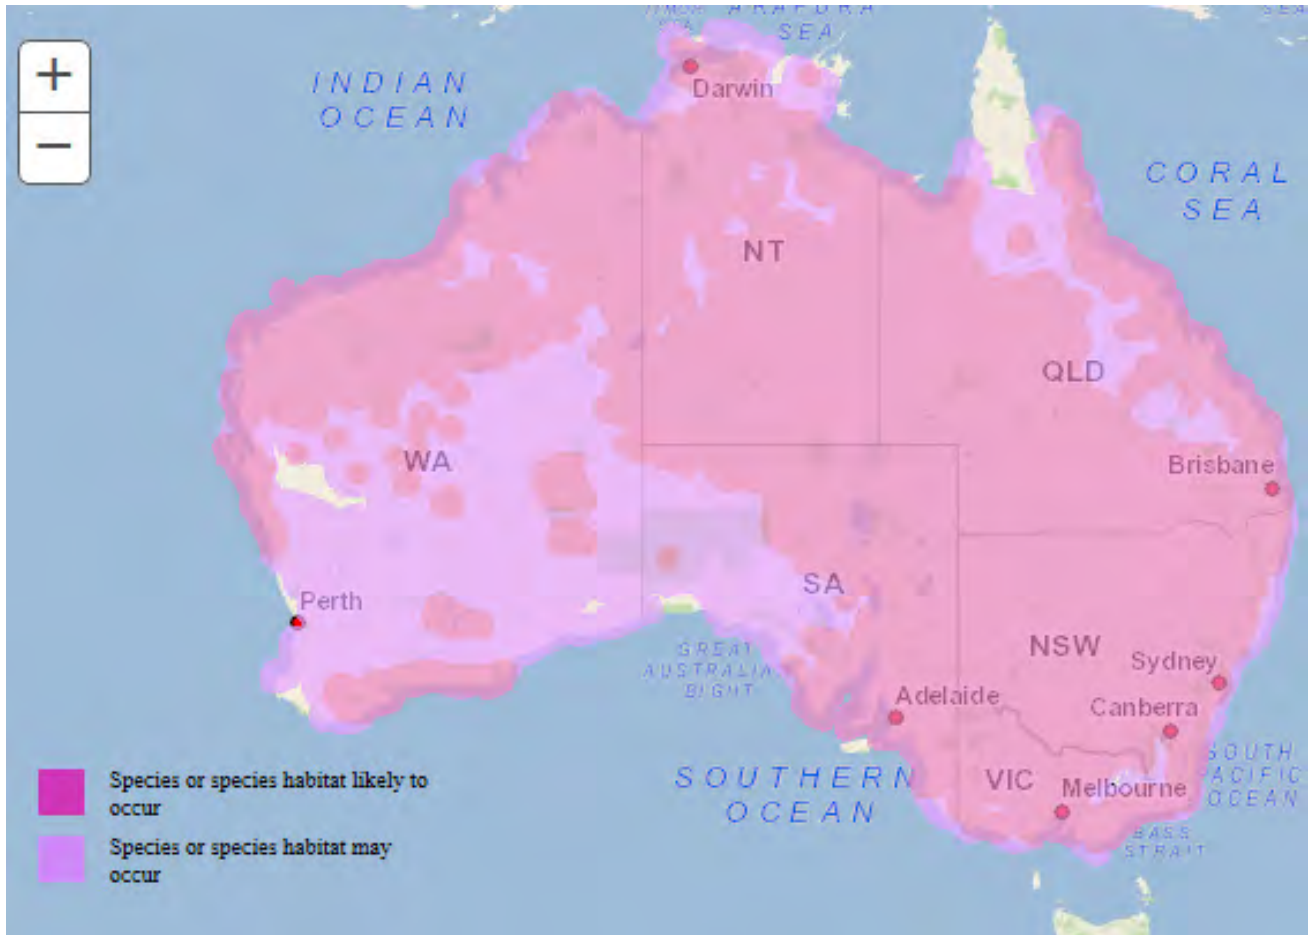 ARAFURA
SEA
SEA
+
−
INDIAN
OCEAN
Darwin
CORAL
SEA
NT
QLD
WA
Brisbane
SA
Perth
NSW
GREAT
AUSTRALIAN
BIGHT
Sydney
Adelaide
Canberra
SOUTHERN
OCEAN
VIC
Melbourne
SOUTH
PACIFIC
OCEAN
BASS
STRAIT
Species or species habitat likely to
occur
Species or species habitat may
occur